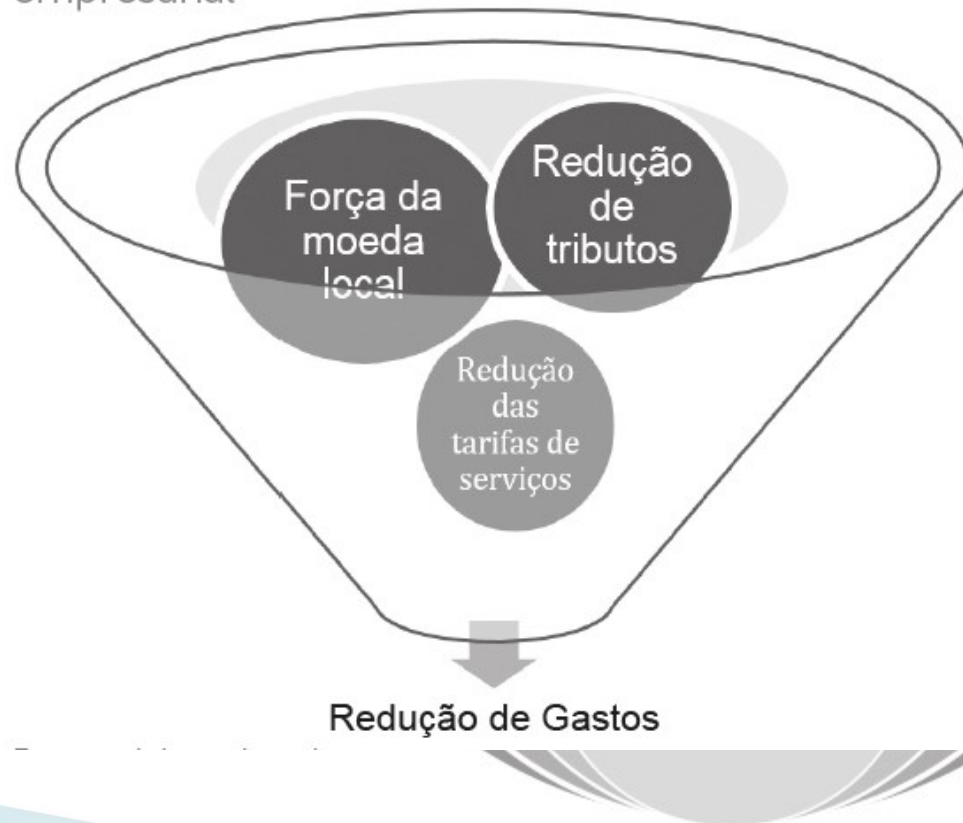 Força da
moeda
local
Redução
de
tributos
Redução
das
tarifas de
serviços
Redução de Gastos